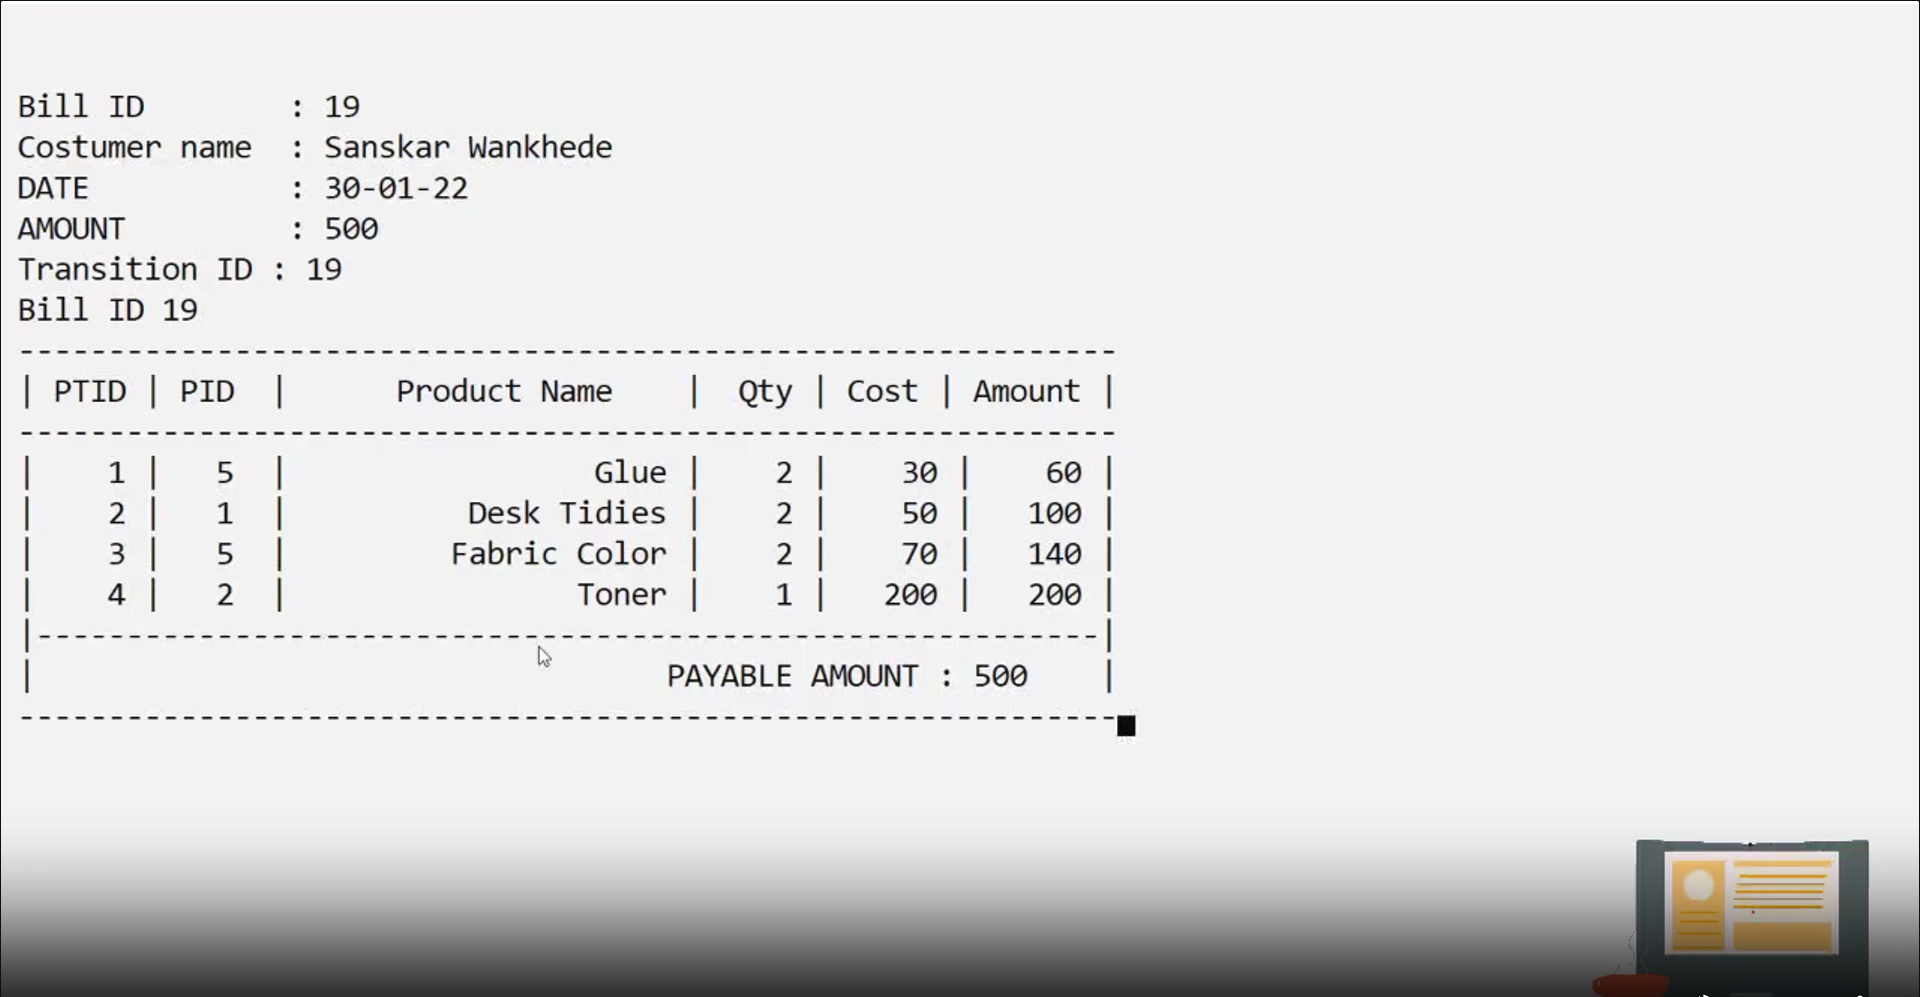 Bill ID        : 19
Costumer name  : Sanskar Wankhede
DATE           : 30-01-22
AMOUNT         : 500
Transition ID : 19
Bill ID 19
-------------------------------------------------------------
| PTID | PID  |      Product Name    |  Qty | Cost | Amount |
-------------------------------------------------------------
|    1 |   5  |                 Glue |    2 |    30 |    60 |
|    2 |   1  |          Desk Tidies |    2 |    50 |   100 |
|    3 |   5  |         Fabric Color |    2 |    70 |   140 |
|    4 |   2  |                Toner |    1 |   200 |   200 |
|-----------------------------------------------------------|
|                                   PAYABLE AMOUNT : 500    |
-------------------------------------------------------------